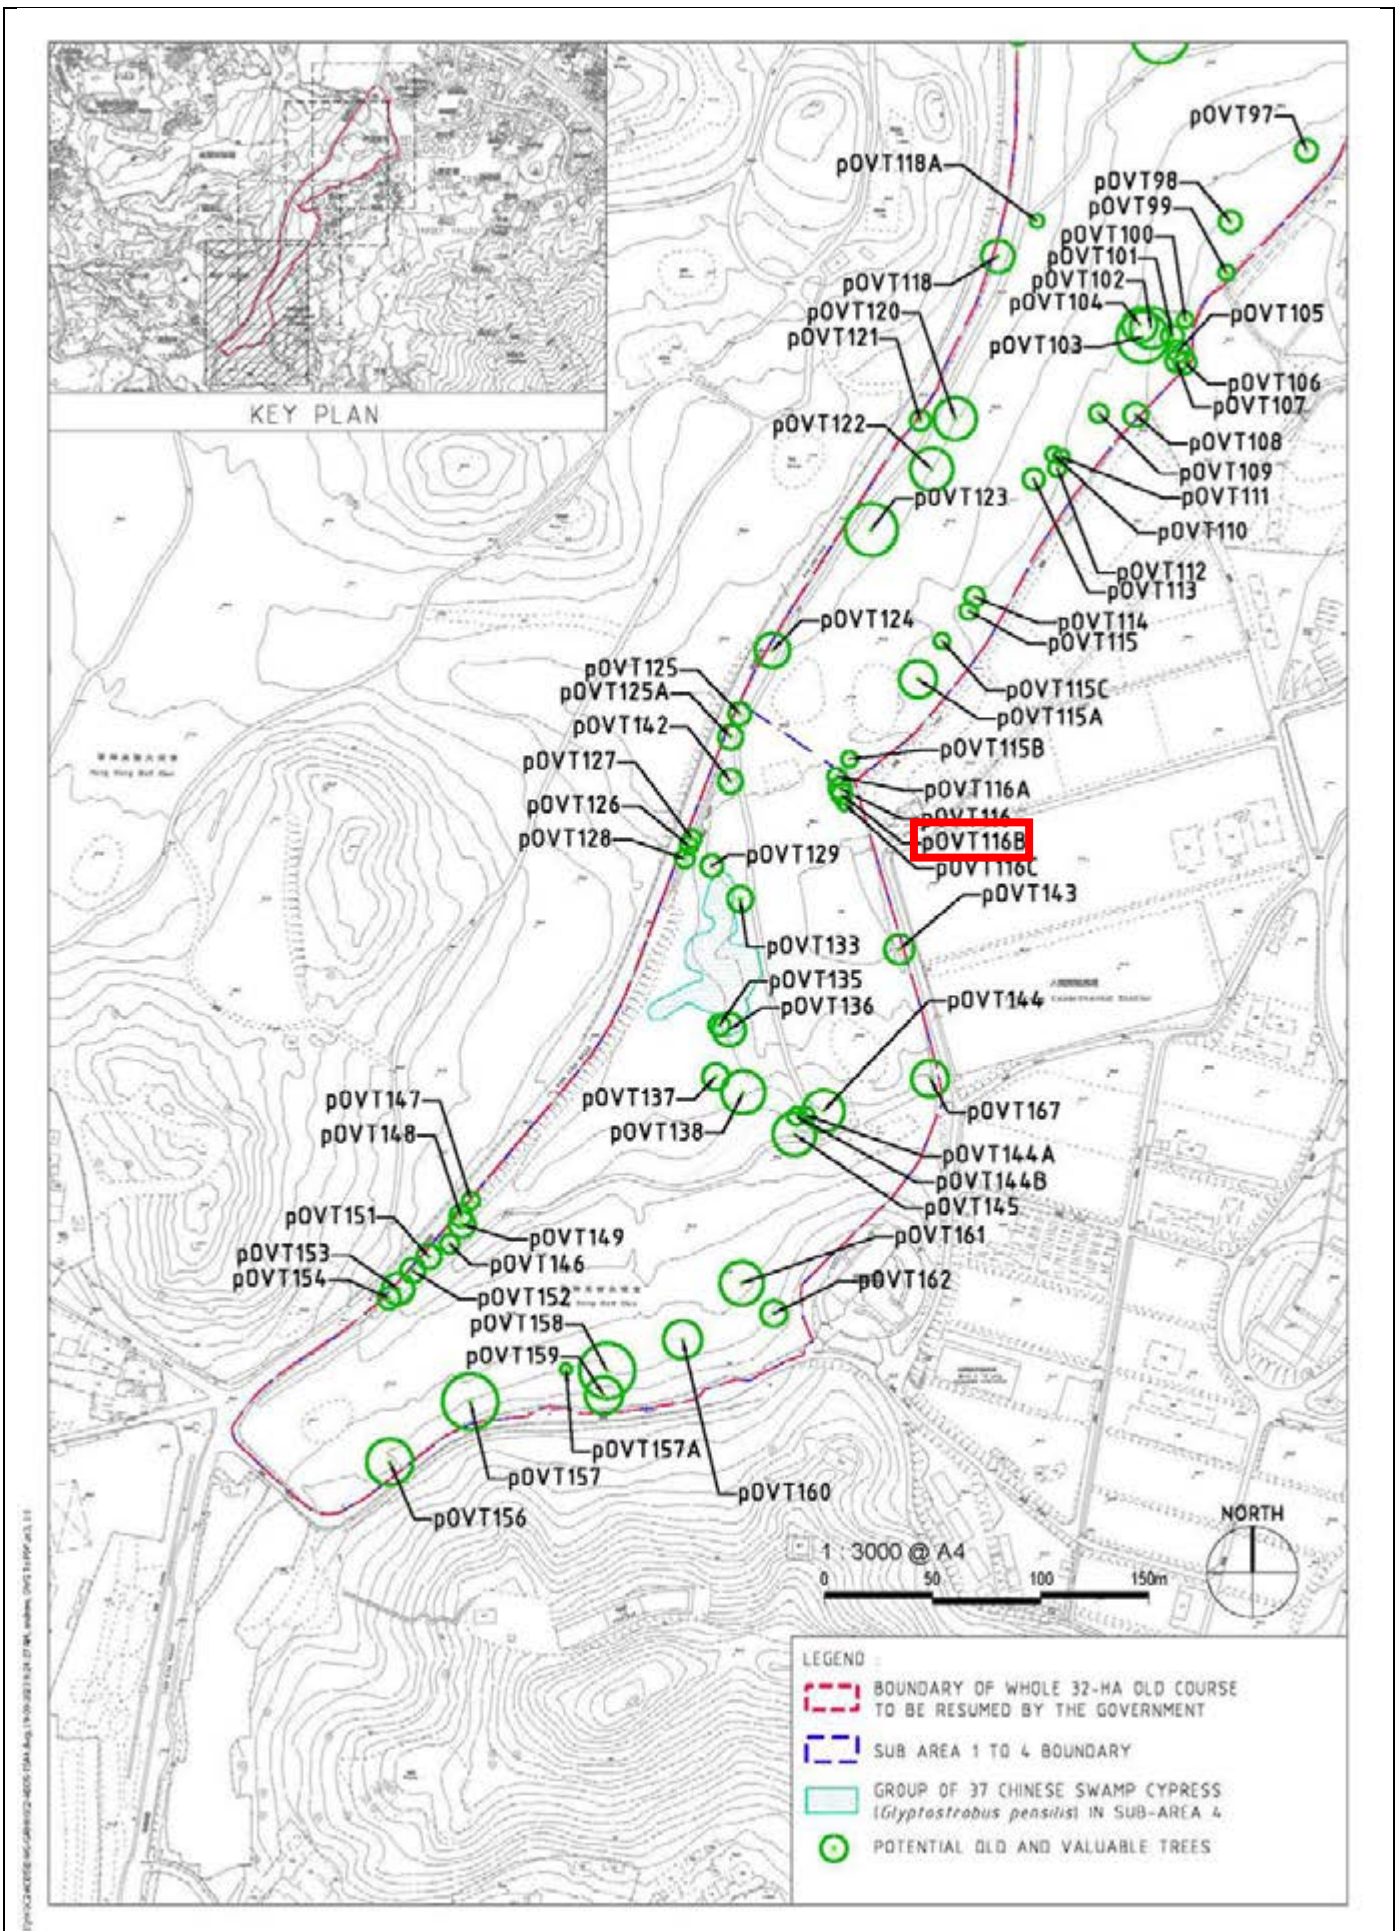 KEY PLAN
pOVT97
pOVT118A
pOVT98
pOVT99
pOVT100
pOVT101
pOVT102
pOVT104
pOVT118
pOVT120
pOVT105
pOVT121
pOVT103
pOVT106
pOVT107
pOVT122
pOVT108
pOVT109
pOVT111
pOVT123
pOVT110
pOVT112
pOVT113
pOVT114
pOVT124
pOVT115
pOVT125
pOVT125A
pOVT115C
pOVT115A
pOVT142
pOVT115B
pOVT127
pOVT116A
pOVT126
pOVT116
pOVT128
pOVT116B
pOVT129
pOVT116C
pOVT143
pOVT133
pOVT135
pOVT136
pOVT144
pOVT137
pOVT147
pOVT167
pOVT138
pOVT148
pOVT144A
pOVT144B
pOVT145
pOVT151
pOVT149
pOVT161
pOVT153
pOVT146
pOVT154
pOVT152
pOVT162
pOVT158
pOVT159
pOVT157A
pOVT157
pOVT160
pOVT156
NORTH
1 : 3000 @ A4
0 50 100 150m
LEGEND :
BOUNDARY OF WHOLE 32-HA OLD COURSE
TO BE RESUMED BY THE GOVERNMENT
SUB AREA 1 TO 4 BOUNDARY
GROUP OF 37 CHINESE SWAMP CYPRESS
(Glyptostrobus pensilis) IN SUB-AREA 4
POTENTIAL OLD AND VALUABLE TREES